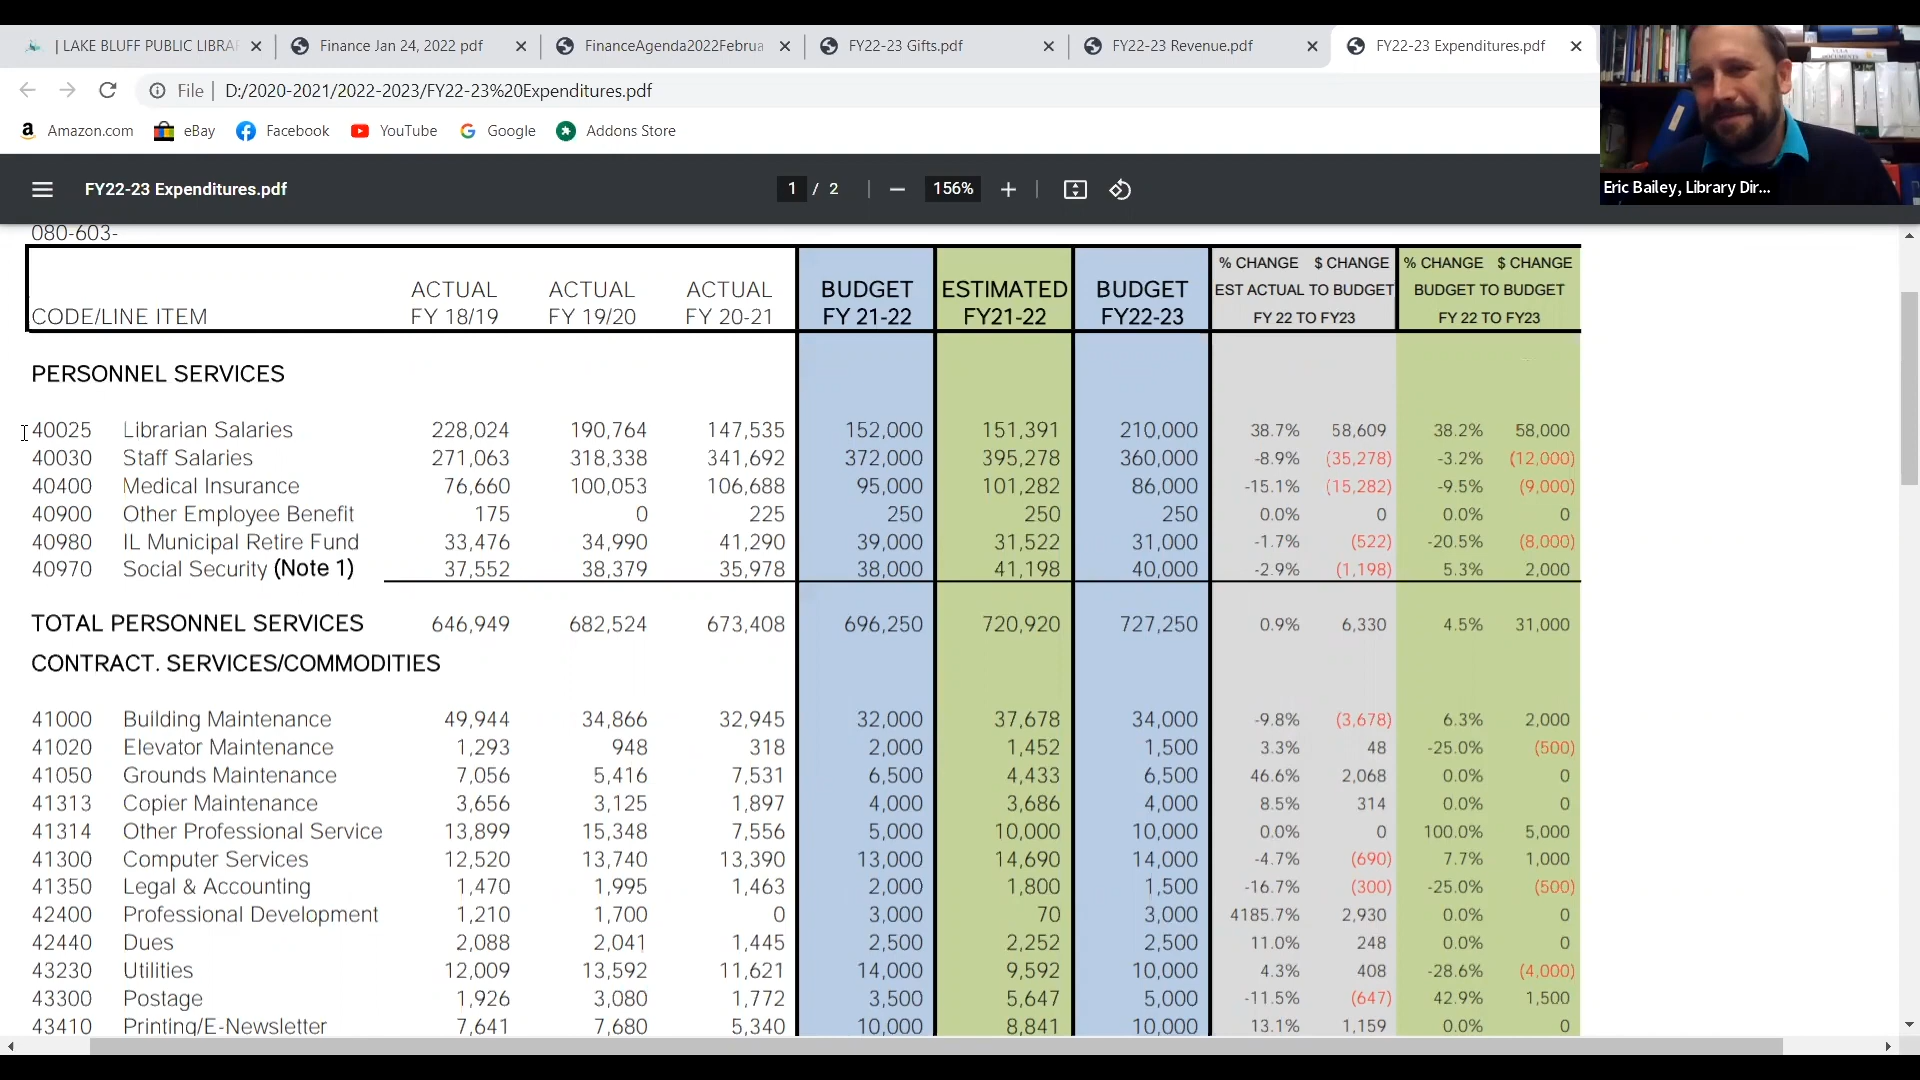 | LAKE BLUFF PUBLIC LIBRA
Finance Jan 24, 2022 pdf
FinanceAgenda2022Februa
FY22-23 Gifts.pdf
FY22-23 Revenue.pdf
FY22-23 Expenditures.pdf
File | D:/2020-2021/2022-2023/FY22-23%20Expenditures.pdf
Amazon.com eBay Facebook YouTube Google Addons Store
FY22-23 Expenditures.pdf 1 / 2 156%
Eric Bailey, Library Dir...
080-603-
% CHANGE $ CHANGE % CHANGE $ CHANGE
ACTUAL ACTUAL ACTUAL BUDGET ESTIMATED BUDGET EST ACTUAL TO BUDGET BUDGET TO BUDGET
CODE/LINE ITEM FY 18/19 FY 19/20 FY 20-21 FY 21-22 FY21-22 FY22-23 FY 22 TO FY23 FY 22 TO FY23
PERSONNEL SERVICES
40025 Librarian Salaries 228,024 190,764 147,535 152,000 151,391 210,000 38.7% 58,609 38.2% 58,000
40030 Staff Salaries 271,063 318,338 341,692 372,000 395,278 360,000 -8.9% (35,278) -3.2% (12,000)
40400 Medical Insurance 76,660 100,053 106,688 95,000 101,282 86,000 -15.1% (15,282) -9.5% (9,000)
40900 Other Employee Benefit 175 0 225 250 250 250 0.0% 0 0.0% 0
40980 IL Municipal Retire Fund 33,476 34,990 41,290 39,000 31,522 31,000 -1.7% (522) -20.5% (8,000)
40970 Social Security (Note 1) 37,552 38,379 35,978 38,000 41,198 40,000 -2.9% (1,198) 5.3% 2,000
TOTAL PERSONNEL SERVICES 646,949 682,524 673,408 696,250 720,920 727,250 0.9% 6,330 4.5% 31,000
CONTRACT. SERVICES/COMMODITIES
41000 Building Maintenance 49,944 34,866 32,945 32,000 37,678 34,000 -9.8% (3,678) 6.3% 2,000
41020 Elevator Maintenance 1,293 948 318 2,000 1,452 1,500 3.3% 48 -25.0% (500)
41050 Grounds Maintenance 7,056 5,416 7,531 6,500 4,433 6,500 46.6% 2,068 0.0% 0
41313 Copier Maintenance 3,656 3,125 1,897 4,000 3,686 4,000 8.5% 314 0.0% 0
41314 Other Professional Service 13,899 15,348 7,556 5,000 10,000 10,000 0.0% 0 100.0% 5,000
41300 Computer Services 12,520 13,740 13,390 13,000 14,690 14,000 -4.7% (690) 7.7% 1,000
41350 Legal & Accounting 1,470 1,995 1,463 2,000 1,800 1,500 -16.7% (300) -25.0% (500)
42400 Professional Development 1,210 1,700 0 3,000 70 3,000 4185.7% 2,930 0.0% 0
42440 Dues 2,088 2,041 1,445 2,500 2,252 2,500 11.0% 248 0.0% 0
43230 Utilities 12,009 13,592 11,621 14,000 9,592 10,000 4.3% 408 -28.6% (4,000)
43300 Postage 1,926 3,080 1,772 3,500 5,647 5,000 -11.5% (647) 42.9% 1,500
43410 Printing/E-Newsletter 7,641 7,680 5,340 10,000 8,841 10,000 13.1% 1,159 0.0% 0